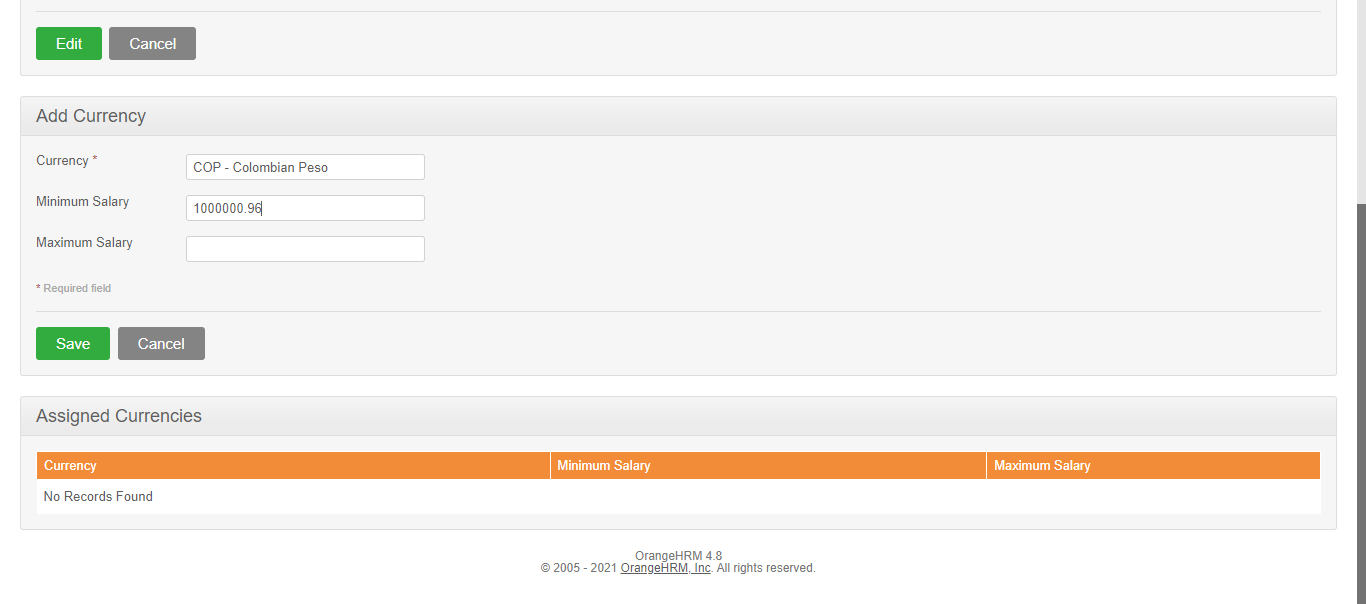 Edit Cancel
Add Currency
Currency * COP - Colombian Peso
Minimum Salary 1000000.96
Maximum Salary
* Required field
Save Cancel
Assigned Currencies
Currency Minimum Salary Maximum Salary
No Records Found
OrangeHRM 4.8
© 2005 - 2021 OrangeHRM, Inc. All rights reserved.